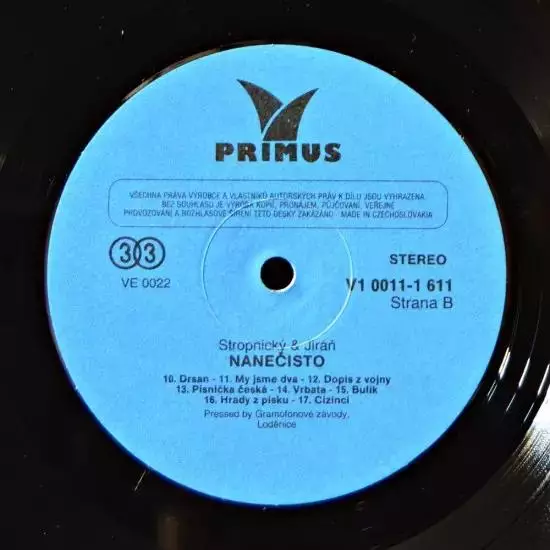 PRIMUS
VŠECHNA PRÁVA VÝROBCE A VLASTNÍKŮ AUTORSKÝCH PRÁV K DÍLU JSOU VYHRAZENA.
BEZ SOUHLASU JE VÝROBA KOPIÍ, PRONÁJEM, PŮJČOVÁNÍ, VEŘEJNÉ
PROVOZOVÁNÍ A ROZHLASOVÉ ŠÍŘENÍ TÉTO DESKY ZAKÁZÁNO. MADE IN CZECHOSLOVAKIA
33
VE 0022
STEREO
V1 0011-1 611
Strana B
Stropnický & Jiráň
NANEČISTO
10. Drsan - 11. My jsme dva - 12. Dopis z vojny
13. Písnička česká - 14. Vrbata - 15. Bulík
16. Hrady z písku - 17. Cizinci
Pressed by Gramofonové závody,
Loděnice